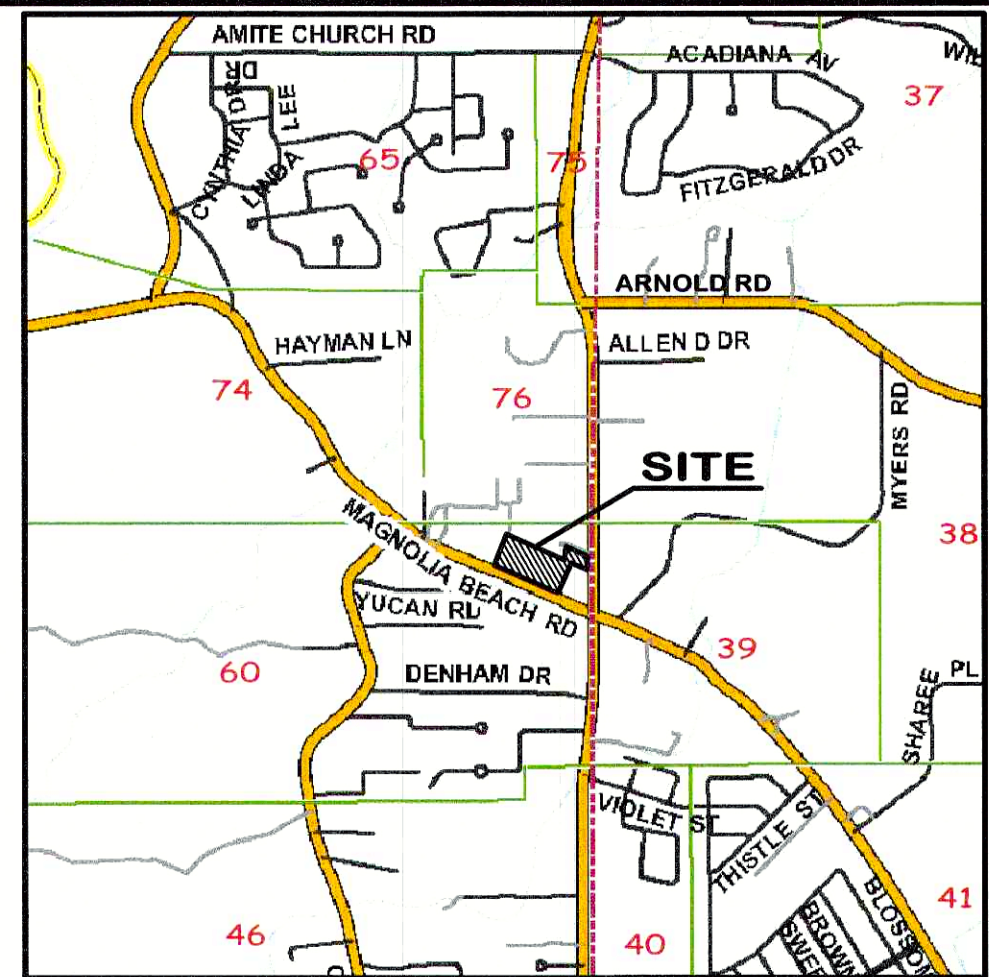 AMITE CHURCH RD
ACADIANA AV
37
CYNTHIA DR
DR
LINDA LEE
65
75
FITZGERALD DR
ARNOLD RD
HAYMAN LN
ALLEN D DR
74
76
MYERS RD
SITE
MAGNOLIA BEACH RD
38
YUCAN RD
39
60
DENHAM DR
SHAREE PL
VIOLET ST
THISTLE ST
46
40
41